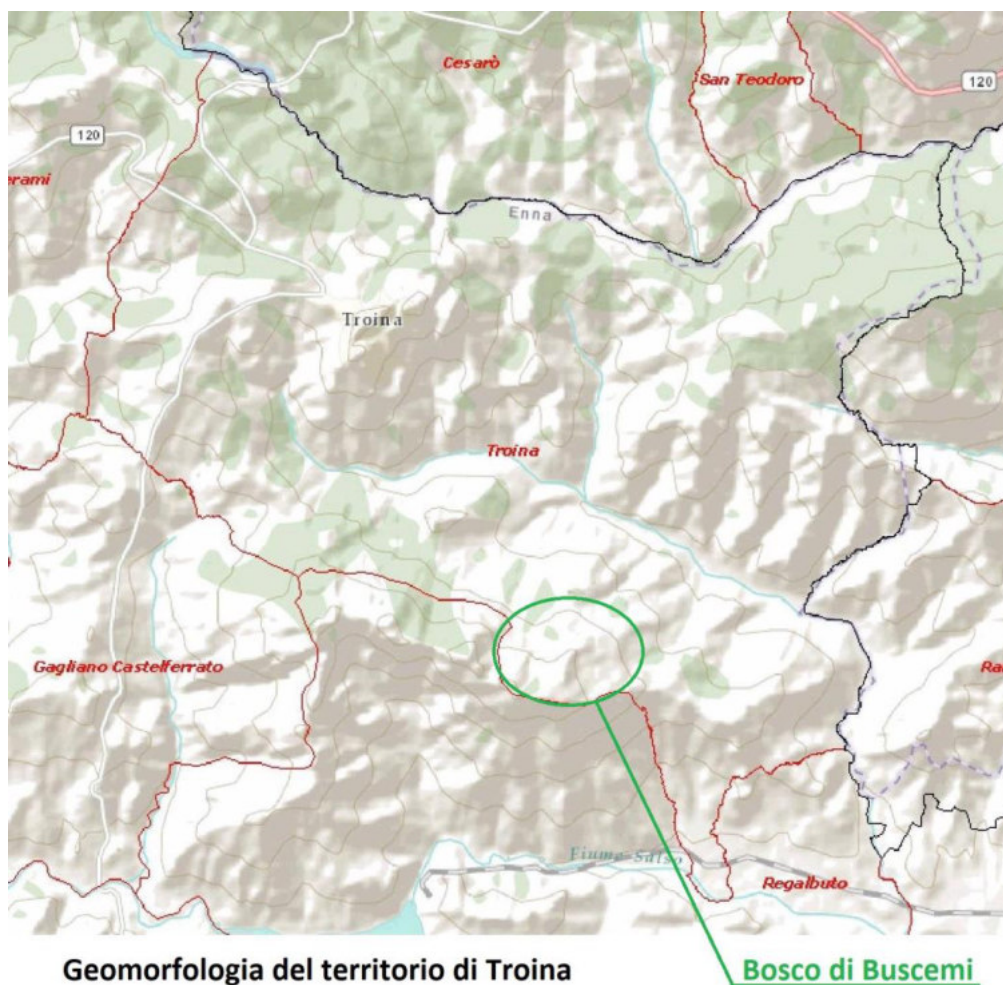 Cesarò
San Teodoro
120
120
erami
Enna
Troina
Troina
Gagliano Castelferrato
Ra
Fiume Salso
Regalbuto
Geomorfologia del territorio di Troina
Bosco di Buscemi